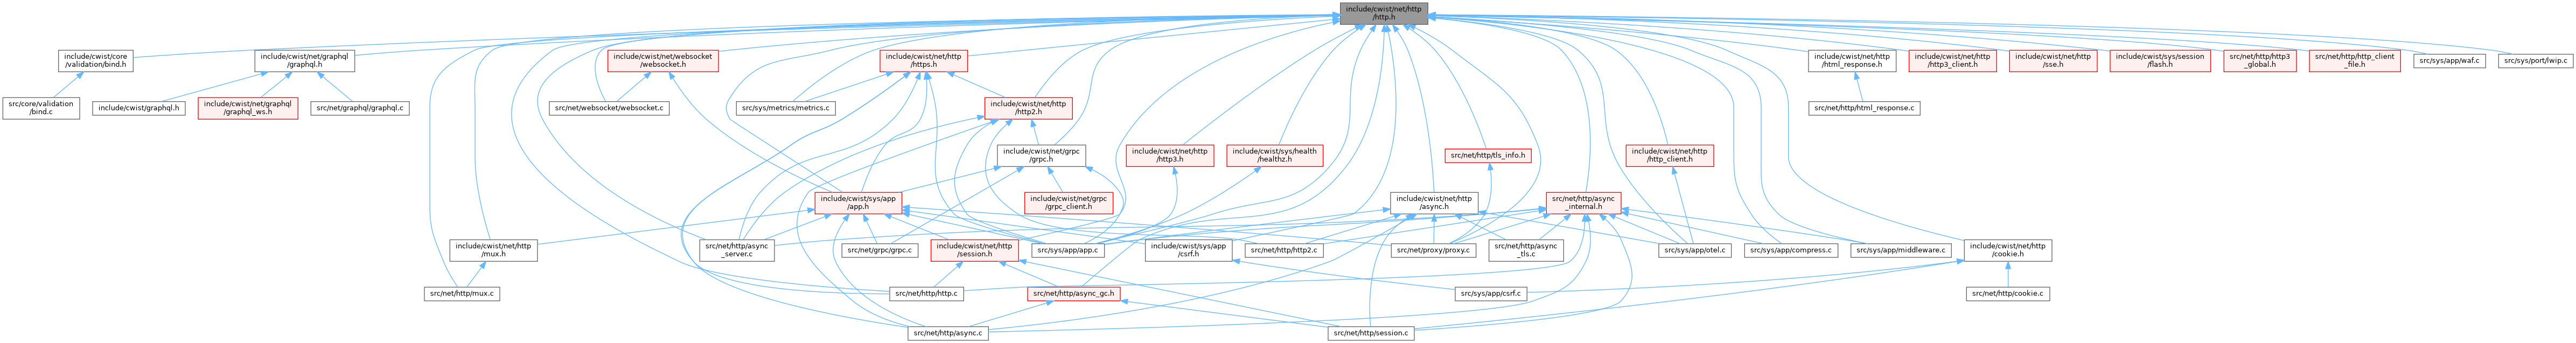 include/cwist/net/http
/http.h
include/cwist/core
/validation/bind.h
include/cwist/net/graphql
/graphql.h
include/cwist/net/websocket
/websocket.h
include/cwist/net/http
/https.h
include/cwist/net/http
/html_response.h
include/cwist/net/http
/http3_client.h
include/cwist/net/http
/sse.h
include/cwist/sys/session
/flash.h
src/net/http/http3
_global.h
src/net/http/http_client
_file.h
src/sys/app/waf.c
src/sys/port/lwip.c
src/core/validation
/bind.c
include/cwist/graphql.h
include/cwist/net/graphql
/graphql_ws.h
src/net/graphql/graphql.c
src/net/websocket/websocket.c
src/sys/metrics/metrics.c
include/cwist/net/http
/http2.h
src/net/http/html_response.c
include/cwist/net/grpc
/grpc.h
include/cwist/net/http
/http3.h
include/cwist/sys/health
/healthz.h
src/net/http/tls_info.h
include/cwist/net/http
/http_client.h
include/cwist/sys/app
/app.h
include/cwist/net/grpc
/grpc_client.h
include/cwist/net/http
/async.h
src/net/http/async
_internal.h
include/cwist/net/http
/mux.h
src/net/http/async
_server.c
src/net/grpc/grpc.c
include/cwist/net/http
/session.h
src/sys/app/app.c
include/cwist/sys/app
/csrf.h
src/net/http/http2.c
src/net/proxy/proxy.c
src/net/http/async
_tls.c
src/sys/app/otel.c
src/sys/app/compress.c
src/sys/app/middleware.c
include/cwist/net/http
/cookie.h
src/net/http/mux.c
src/net/http/http.c
src/net/http/async_gc.h
src/sys/app/csrf.c
src/net/http/cookie.c
src/net/http/async.c
src/net/http/session.c